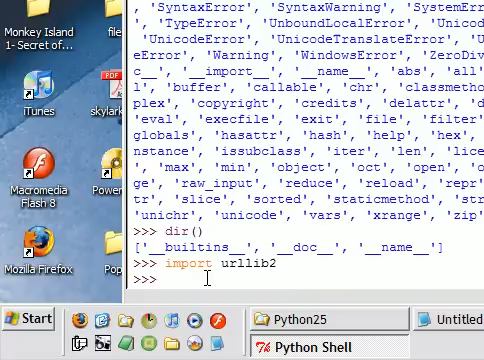 Monkey Island
1- Secret of...
file
iTunes
skylark
Macromedia
Flash 8
Power
Mozilla Firefox
Pop
, 'SyntaxError', 'SyntaxWarning', 'SystemErr
, 'TypeError', 'UnboundLocalError', 'Unicod
'UnicodeError', 'UnicodeTranslateError', 'U
eError', 'Warning', 'WindowsError', 'ZeroDiv
c__', '__import__', '__name__', 'abs', 'all'
l', 'buffer', 'callable', 'chr', 'classmetho
plex', 'copyright', 'credits', 'delattr', 'd
'eval', 'execfile', 'exit', 'file', 'filter'
globals', 'hasattr', 'hash', 'help', 'hex',
nstance', 'issubclass', 'iter', 'len', 'lice
, 'max', 'min', 'object', 'oct', 'open', 'o
ge', 'raw_input', 'reduce', 'reload', 'repr'
tr', 'slice', 'sorted', 'staticmethod', 'str
'unichr', 'unicode', 'vars', 'xrange', 'zip'
>>> dir()
['__builtins__', '__doc__', '__name__']
>>> import urllib2
>>>
Start
Python25
Untitled
Python Shell